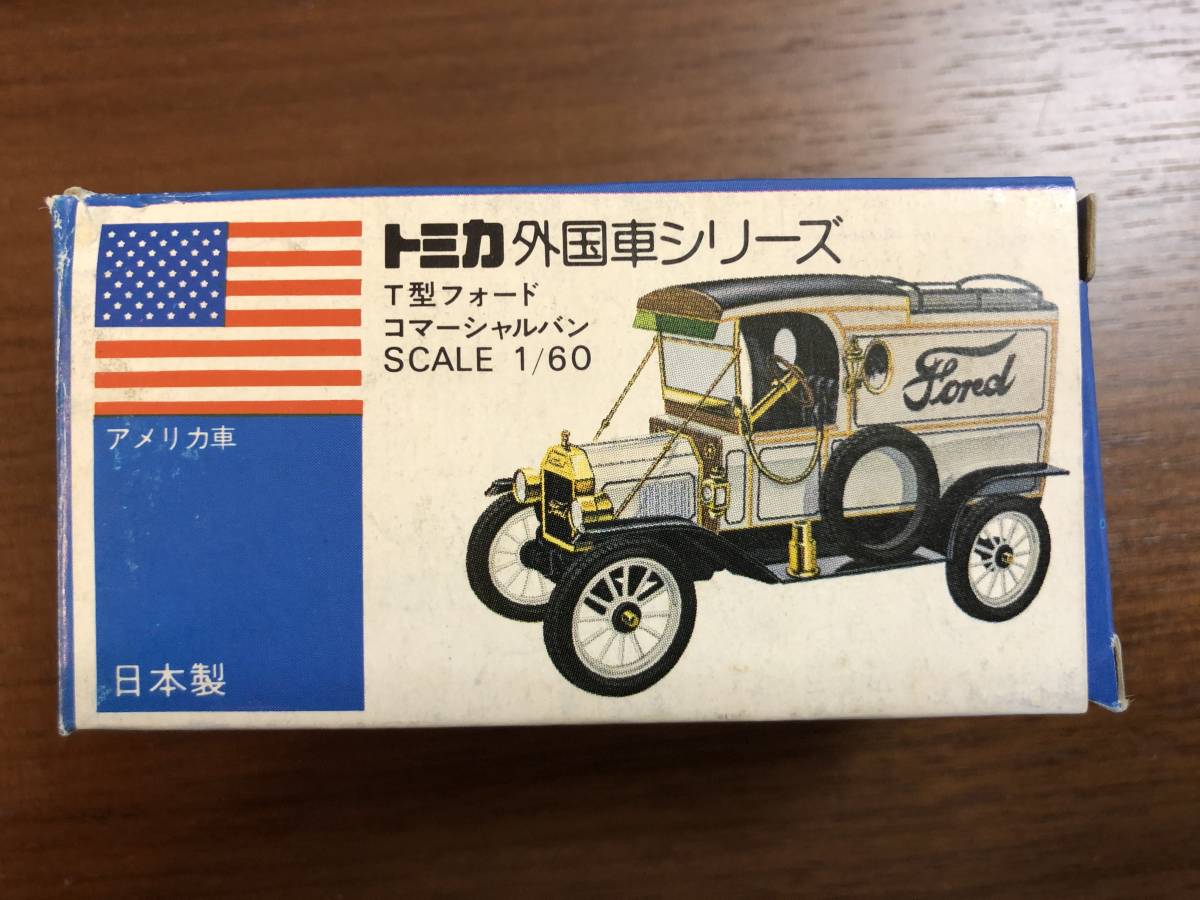 トミカ外国車シリーズ
T型フォード
コマーシャルバン
SCALE 1/60
アメリカ車
日本製
Ford
Ford